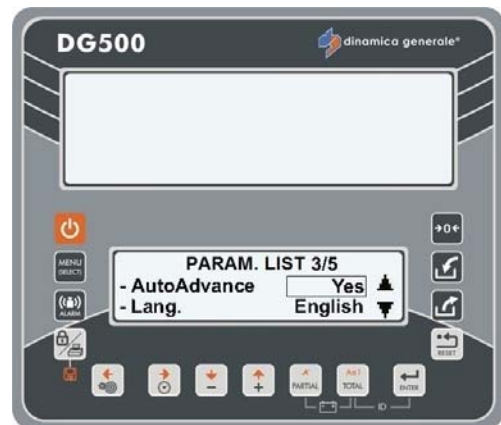 DG500
dinamica generale®
→0←
MENU
(SELECT)
PARAM. LIST 3/5
- AutoAdvance Yes
- Lang. English
ALARM
RESET
PARTIAL
TOTAL
ENTER
ID